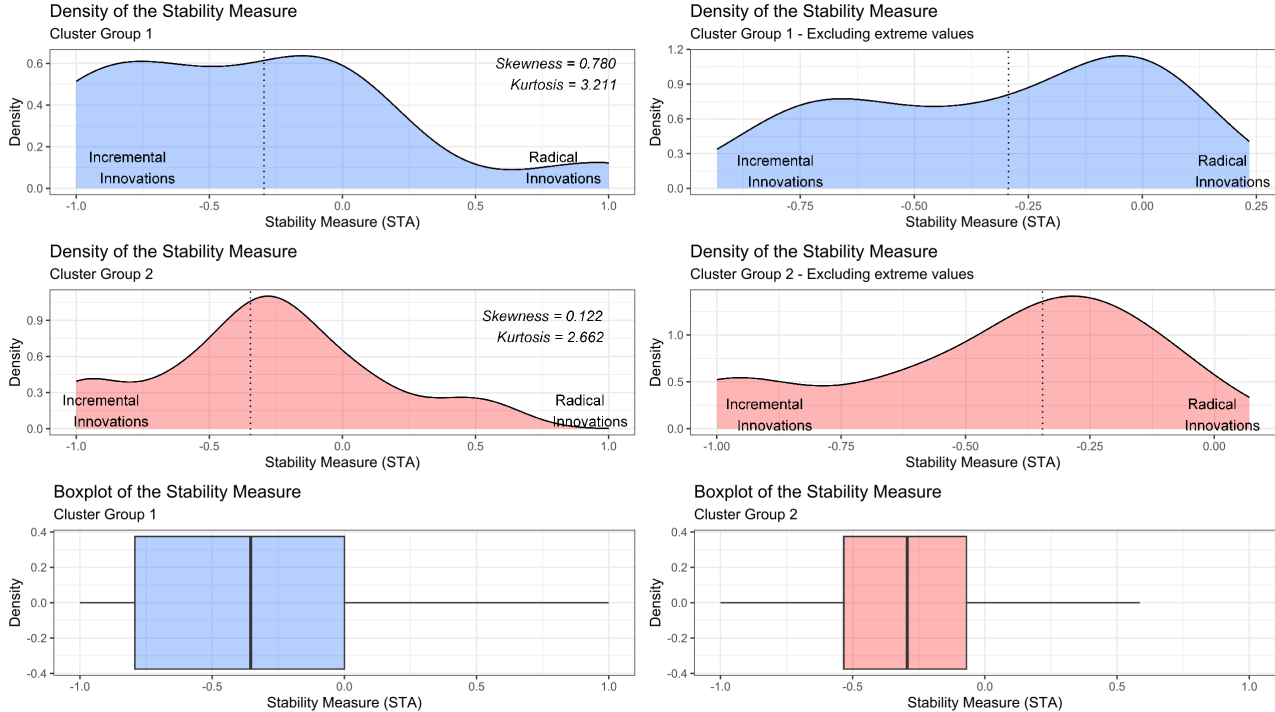 Density of the Stability Measure
Cluster Group 1
Skewness = 0.780
Kurtosis = 3.211
0.6
0.4
0.2
0.0
Density
Incremental
Innovations
Radical
Innovations
-1.0 -0.5 0.0 0.5 1.0
Stability Measure (STA)
Density of the Stability Measure
Cluster Group 1 - Excluding extreme values
1.2
0.9
0.6
0.3
0.0
Density
Incremental
Innovations
Radical
Innovations
-0.75 -0.50 -0.25 0.00 0.25
Stability Measure (STA)
Density of the Stability Measure
Cluster Group 2
Skewness = 0.122
Kurtosis = 2.662
0.9
0.6
0.3
0.0
Density
Incremental
Innovations
Radical
Innovations
-1.0 -0.5 0.0 0.5 1.0
Stability Measure (STA)
Density of the Stability Measure
Cluster Group 2 - Excluding extreme values
1.0
0.5
0.0
Density
Incremental
Innovations
Radical
Innovations
-1.00 -0.75 -0.50 -0.25 0.00
Stability Measure (STA)
Boxplot of the Stability Measure
Cluster Group 1
0.4
0.2
0.0
-0.2
-0.4
Density
-1.0 -0.5 0.0 0.5 1.0
Stability Measure (STA)
Boxplot of the Stability Measure
Cluster Group 2
0.4
0.2
0.0
-0.2
-0.4
Density
-1.0 -0.5 0.0 0.5 1.0
Stability Measure (STA)